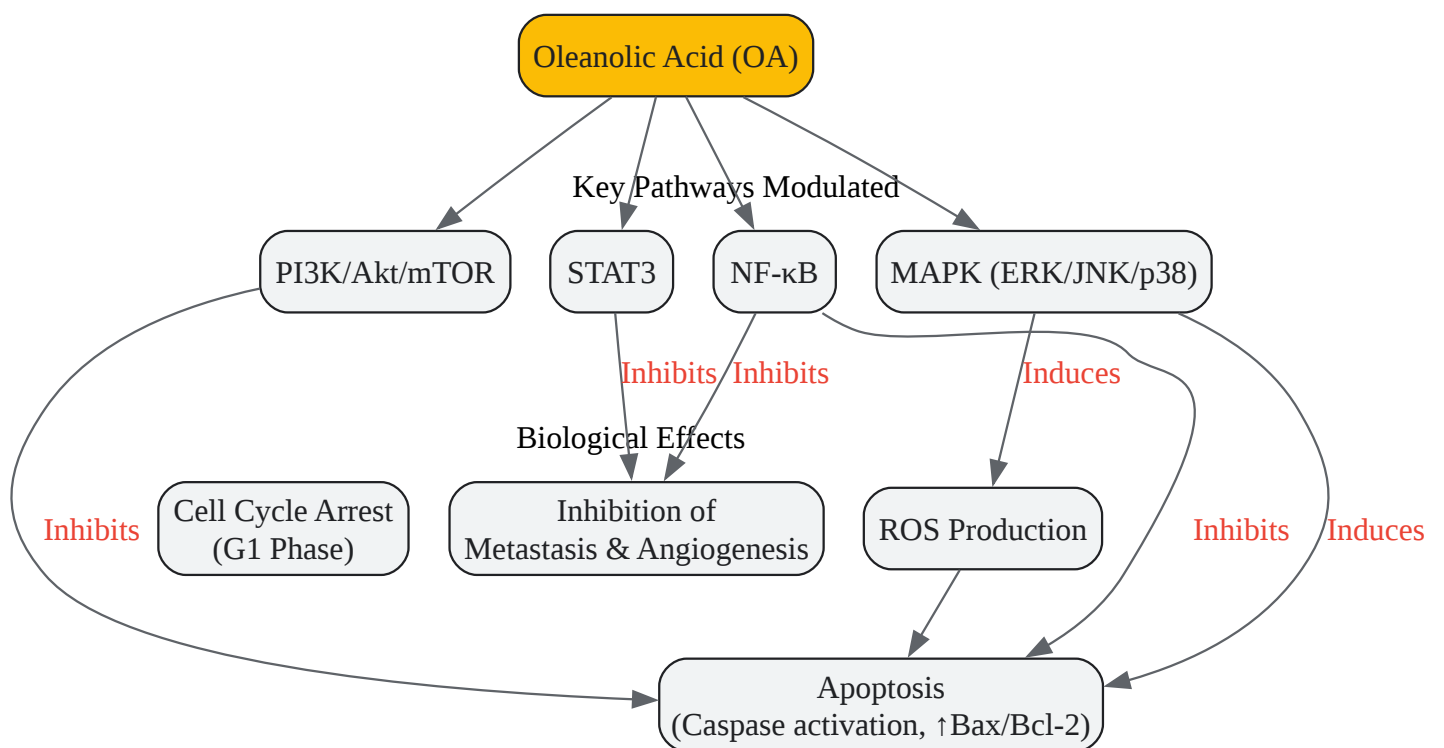 Oleanolic Acid (OA)
Key Pathways Modulated
PI3K/Akt/mTOR
STAT3
NF-κB
MAPK (ERK/JNK/p38)
Inhibits
Inhibits
Induces
Biological Effects
Cell Cycle Arrest
(G1 Phase)
Inhibition of
Metastasis & Angiogenesis
ROS Production
Inhibits
Inhibits
Induces
Apoptosis
(Caspase activation, ↑Bax/Bcl-2)